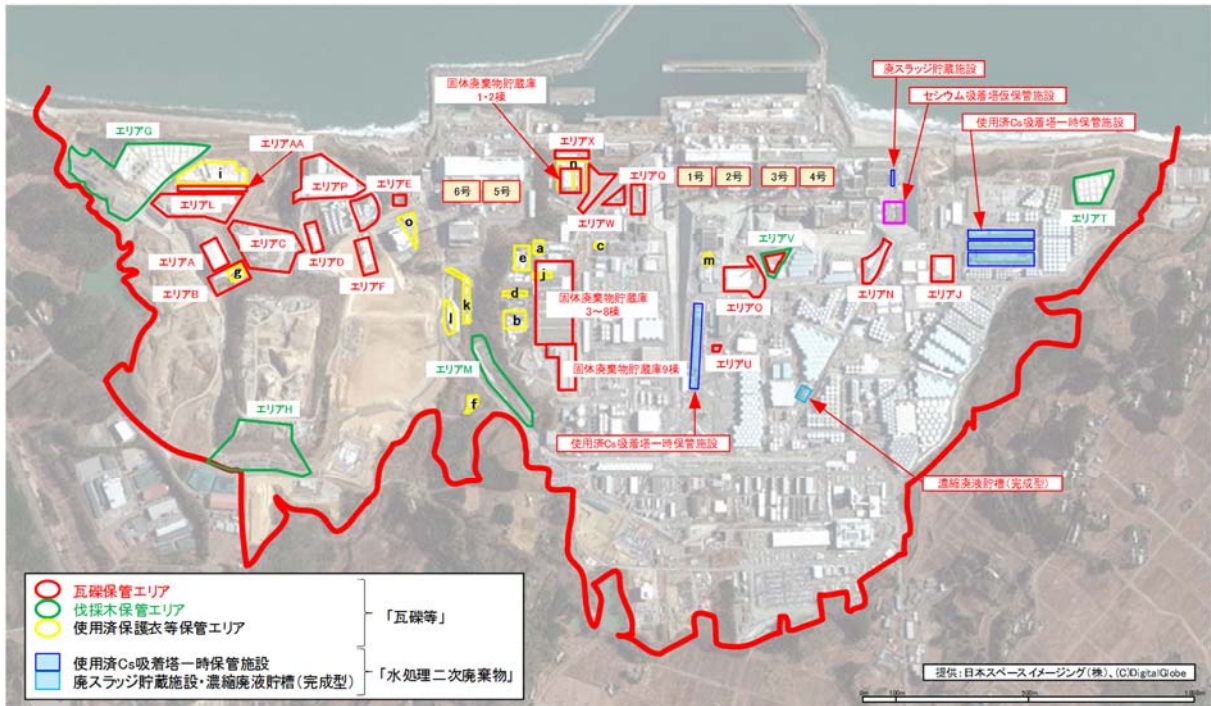 廃スラッジ貯蔵施設
固体廃棄物貯蔵庫
1・2棟
セシウム吸着塔仮保管施設
使用済Cs吸着塔一時保管施設
エリアG
エリアAA
エリアX
i
n
エリアP
エリアE
エリアQ
6号
5号
1号
2号
3号
4号
エリアL
エリアT
エリアW
o
エリアC
a
c
エリアV
エリアA
エリアD
e
m
g
j
エリアF
エリアB
エリアN
エリアJ
d
固体廃棄物貯蔵庫
3~8棟
エリアO
k
l
b
エリアU
エリアM
固体廃棄物貯蔵庫9棟
f
エリアH
使用済Cs吸着塔一時保管施設
濃縮廃液貯槽(完成型)
瓦礫保管エリア
伐採木保管エリア
使用済保護衣等保管エリア
「瓦礫等」
使用済Cs吸着塔一時保管施設
廃スラッジ貯蔵施設・濃縮廃液貯槽(完成型)
「水処理二次廃棄物」
提供:日本スペースイメージング(株)、(C)DigitalGlobe
0m